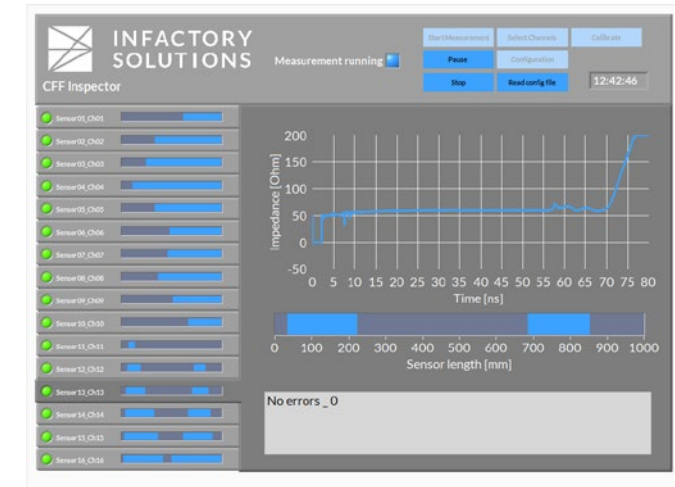 INFACTORY
SOLUTIONS
CFF Inspector
Measurement running
Start Measurement
Select Channels
Calibrate
Pause
Configuration
Stop
Read config file
12:42:46
Sensor01_Ch01
Sensor02_Ch02
Sensor03_Ch03
Sensor04_Ch04
Sensor05_Ch05
Sensor06_Ch06
Sensor07_Ch07
Sensor08_Ch08
Sensor09_Ch09
Sensor10_Ch10
Sensor11_Ch11
Sensor12_Ch12
Sensor13_Ch13
Sensor14_Ch14
Sensor15_Ch15
Sensor16_Ch16
Impedance [Ohm]
200
150
100
50
0
-50
0 5 10 15 20 25 30 35 40 45 50 55 60 65 70 75 80
Time [ns]
0 100 200 300 400 500 600 700 800 900 1000
Sensor length [mm]
No errors _ 0